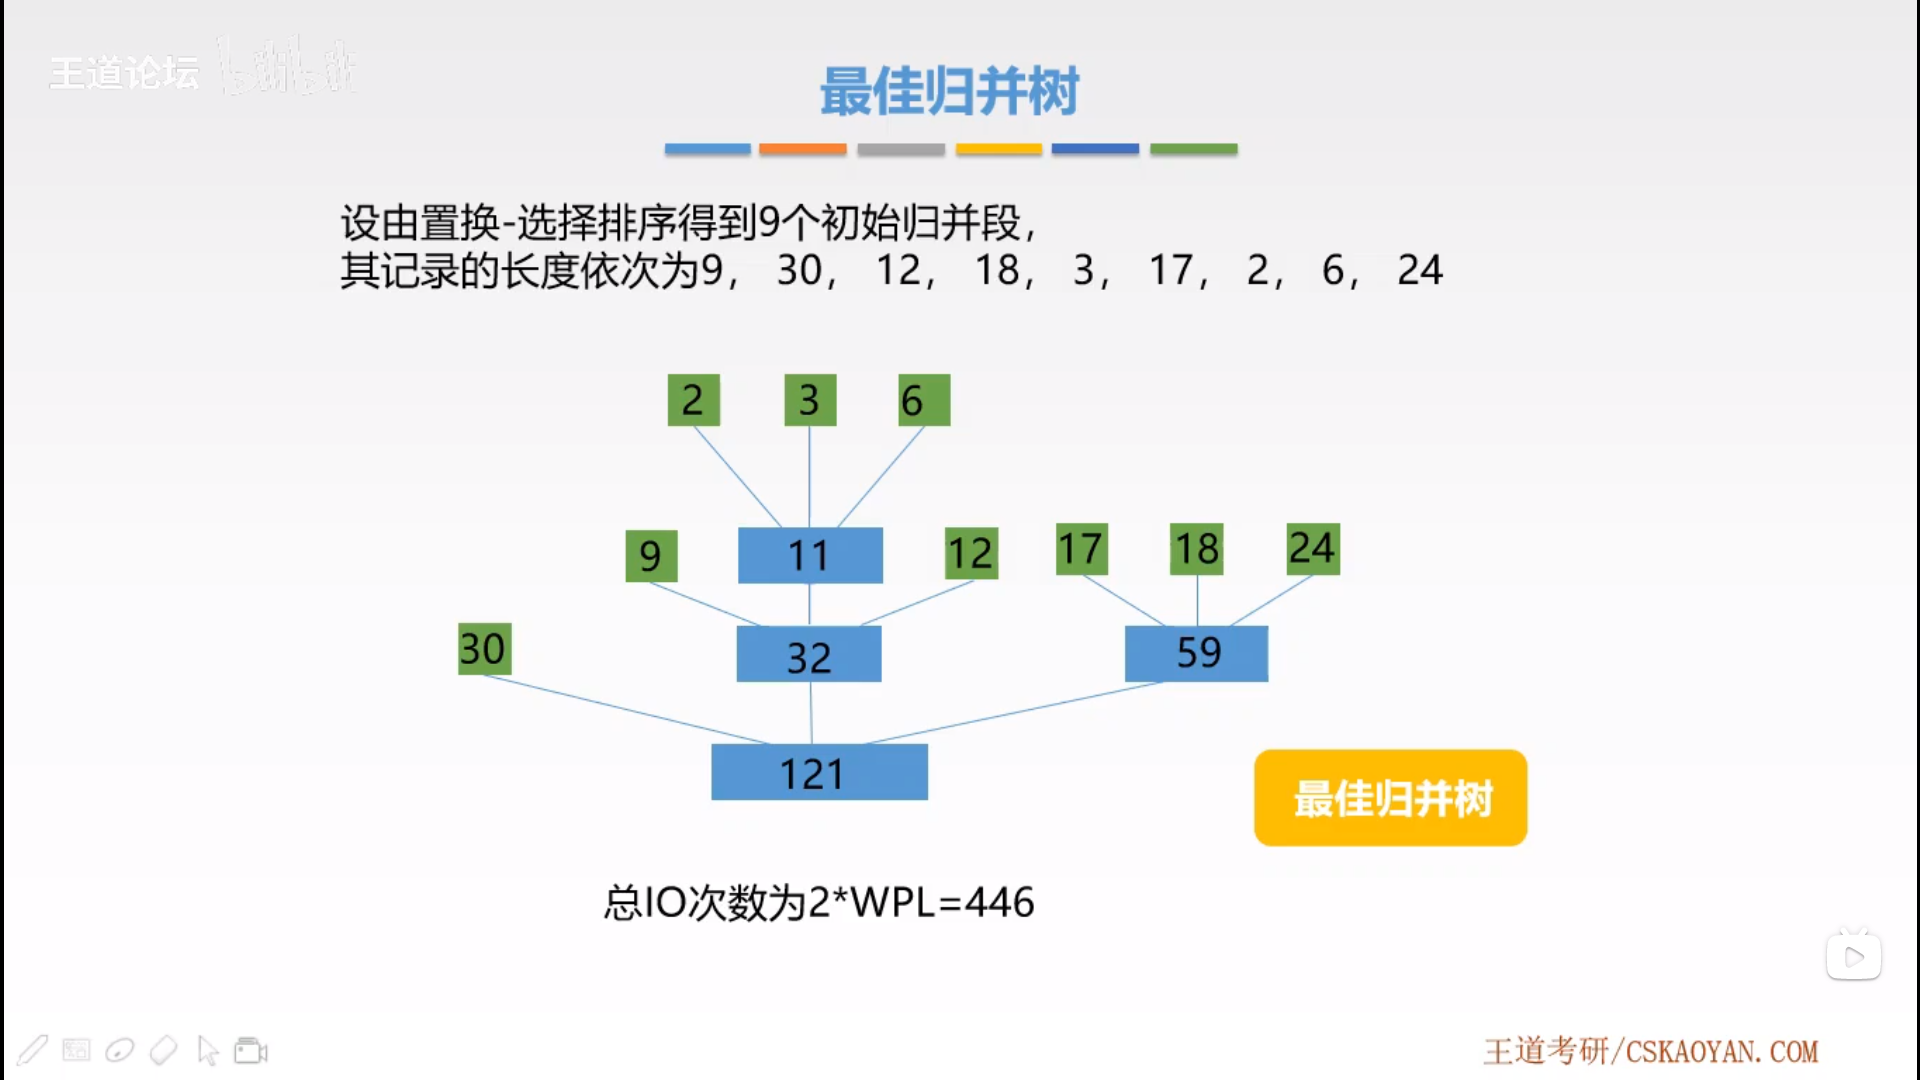 王道论坛 bilibili
最佳归并树
设由置换-选择排序得到9个初始归并段，
其记录的长度依次为9， 30， 12， 18， 3， 17， 2， 6， 24
2 3 6
9 11 12 17 18 24
30 32 59
121
最佳归并树
总IO次数为2*WPL=446
王道考研/CSKAOYAN.COM